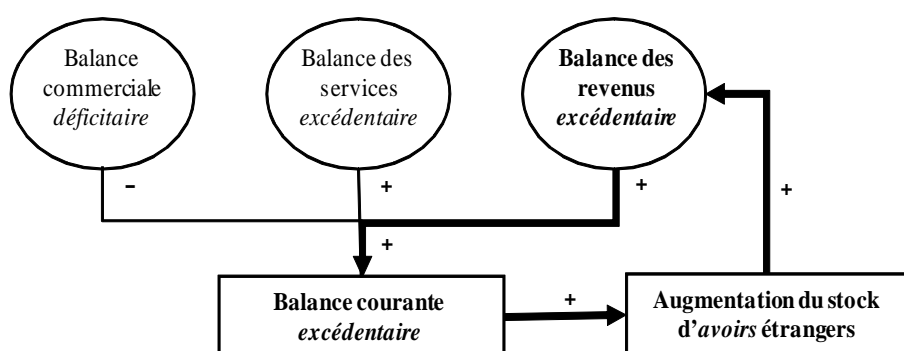 Balance
commerciale
déficitaire
Balance des
services
excédentaire
Balance des
revenus
excédentaire
-
+
+
+
+
+
Balance courante
excédentaire
Augmentation du stock
d'avoirs étrangers